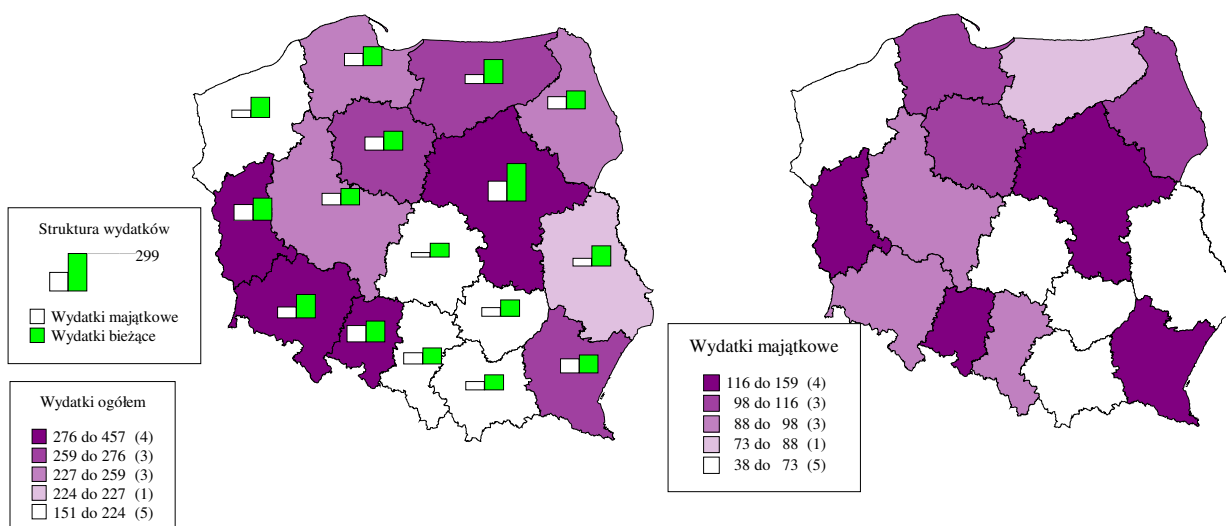 Struktura wydatków
299
Wydatki majątkowe
Wydatki bieżące
Wydatki ogółem
276 do 457 (4)
259 do 276 (3)
227 do 259 (3)
224 do 227 (1)
151 do 224 (5)
Wydatki majątkowe
116 do 159 (4)
98 do 116 (3)
88 do 98 (3)
73 do 88 (1)
38 do 73 (5)